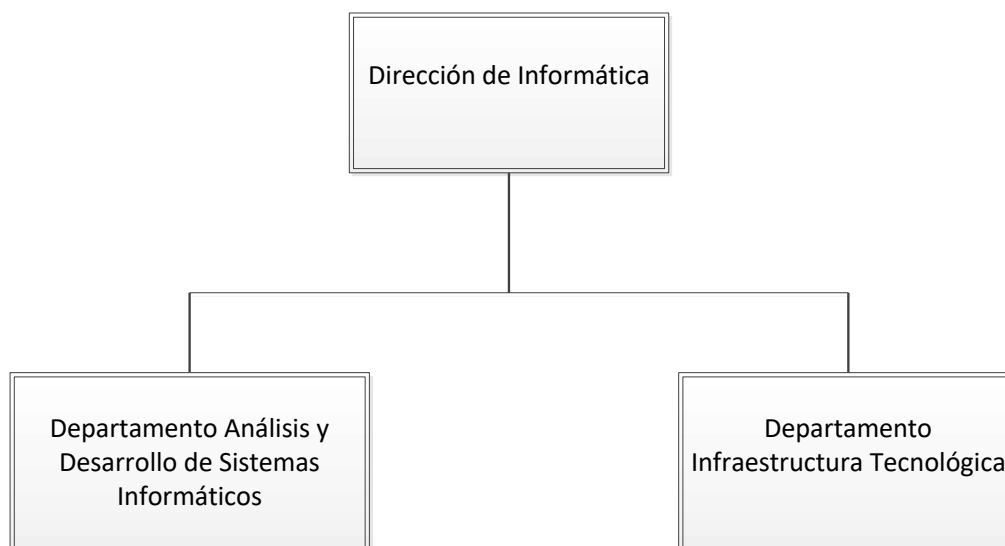 Dirección de Informática
Departamento Análisis y
Desarrollo de Sistemas
Informáticos
Departamento
Infraestructura Tecnológica